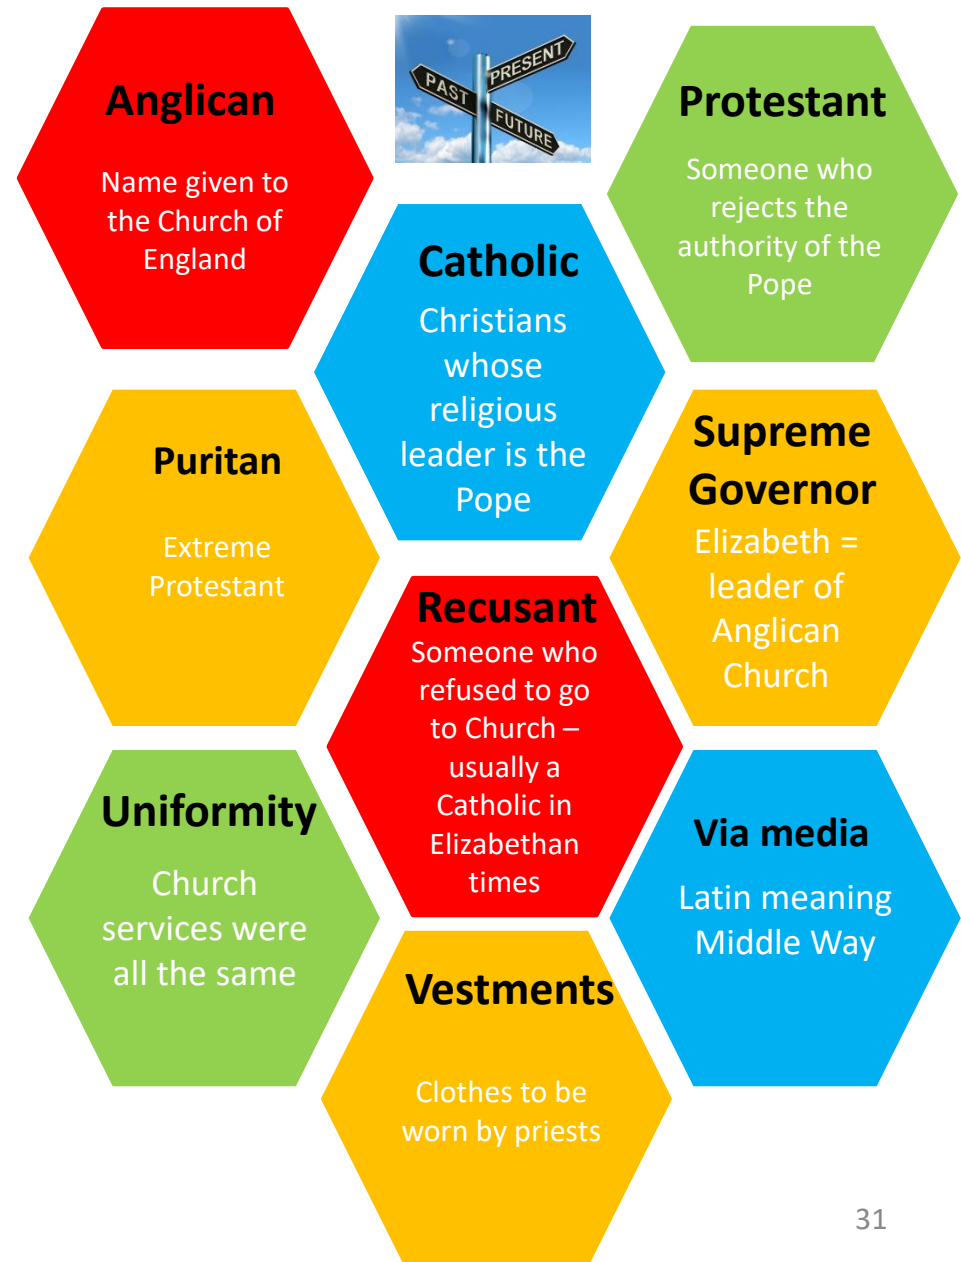 Anglican
Name given to
the Church of
England
PAST
PRESENT
FUTURE
Protestant
Someone who
rejects the
authority of the
Pope
Catholic
Christians
whose
religious
leader is the
Pope
Puritan
Extreme
Protestant
Supreme
Governor
Elizabeth =
leader of
Anglican
Church
Recusant
Someone who
refused to go
to Church –
usually a
Catholic in
Elizabethan
times
Uniformity
Church
services were
all the same
Via media
Latin meaning
Middle Way
Vestments
Clothes to be
worn by priests
31